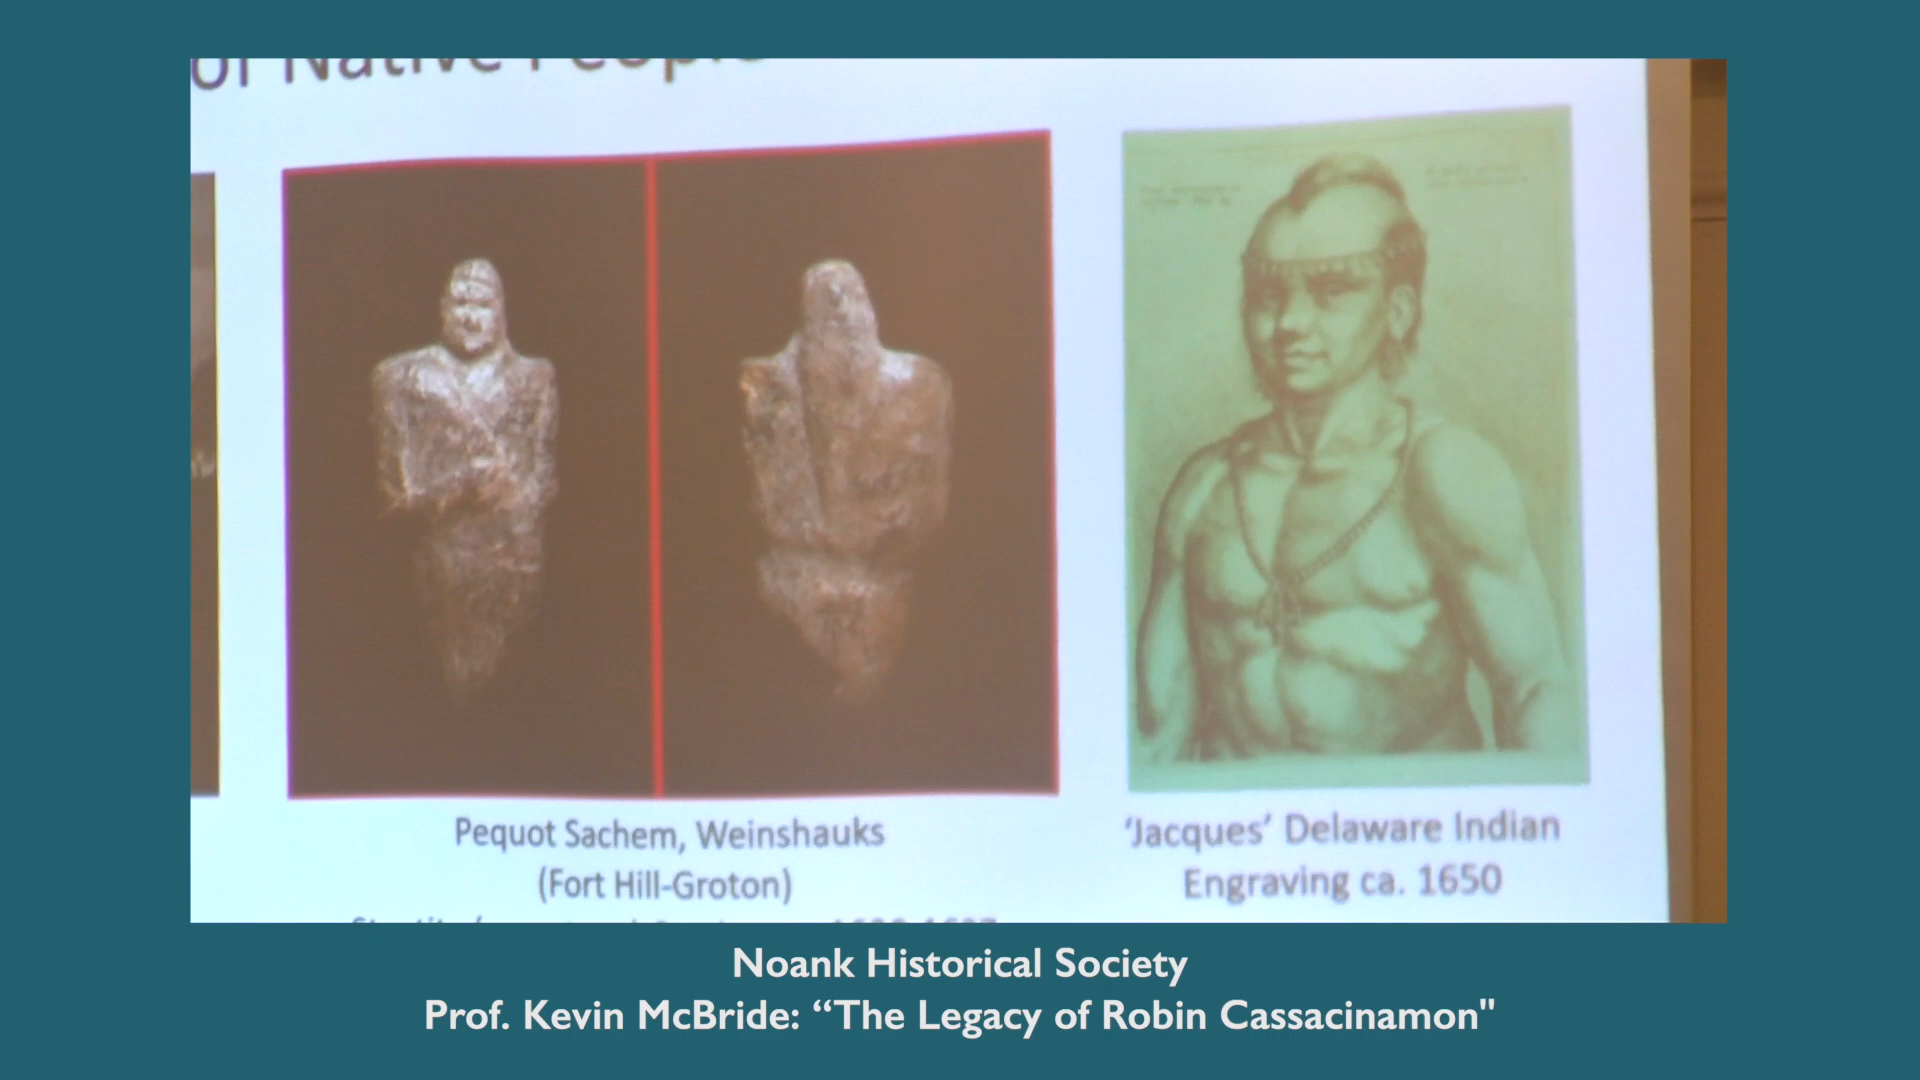 of Native People
Pequot Sachem, Weinshauks
(Fort Hill-Groton)
'Jacques' Delaware Indian
Engraving ca. 1650
Noank Historical Society
Prof. Kevin McBride: “The Legacy of Robin Cassacinamon"